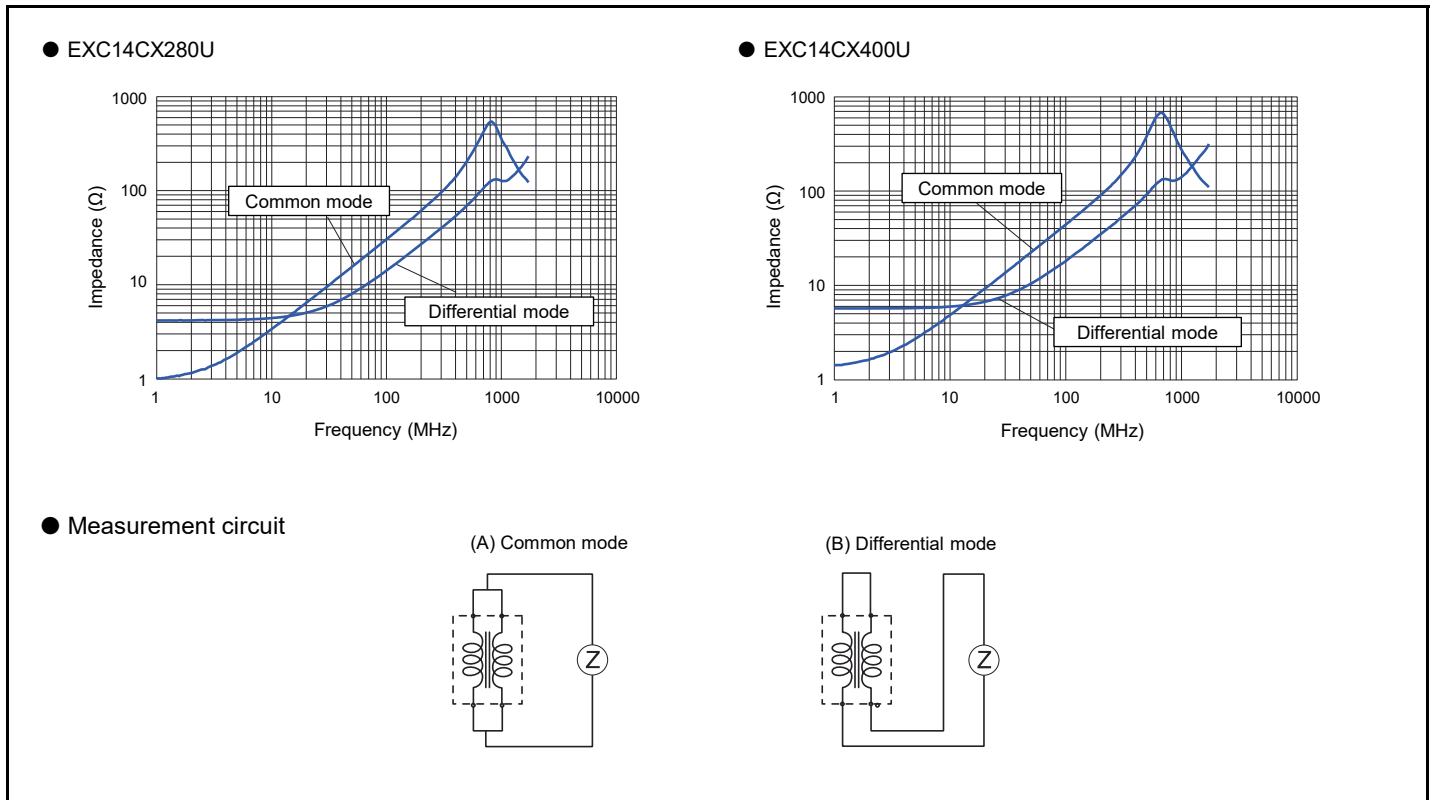 ● EXC14CX280U
1000
100
10
1
Impedance (Ω)
Common mode
Differential mode
1 10 100 1000 10000
Frequency (MHz)
● EXC14CX400U
1000
100
10
1
Impedance (Ω)
Common mode
Differential mode
1 10 100 1000 10000
Frequency (MHz)
● Measurement circuit
(A) Common mode
Z
(B) Differential mode
Z